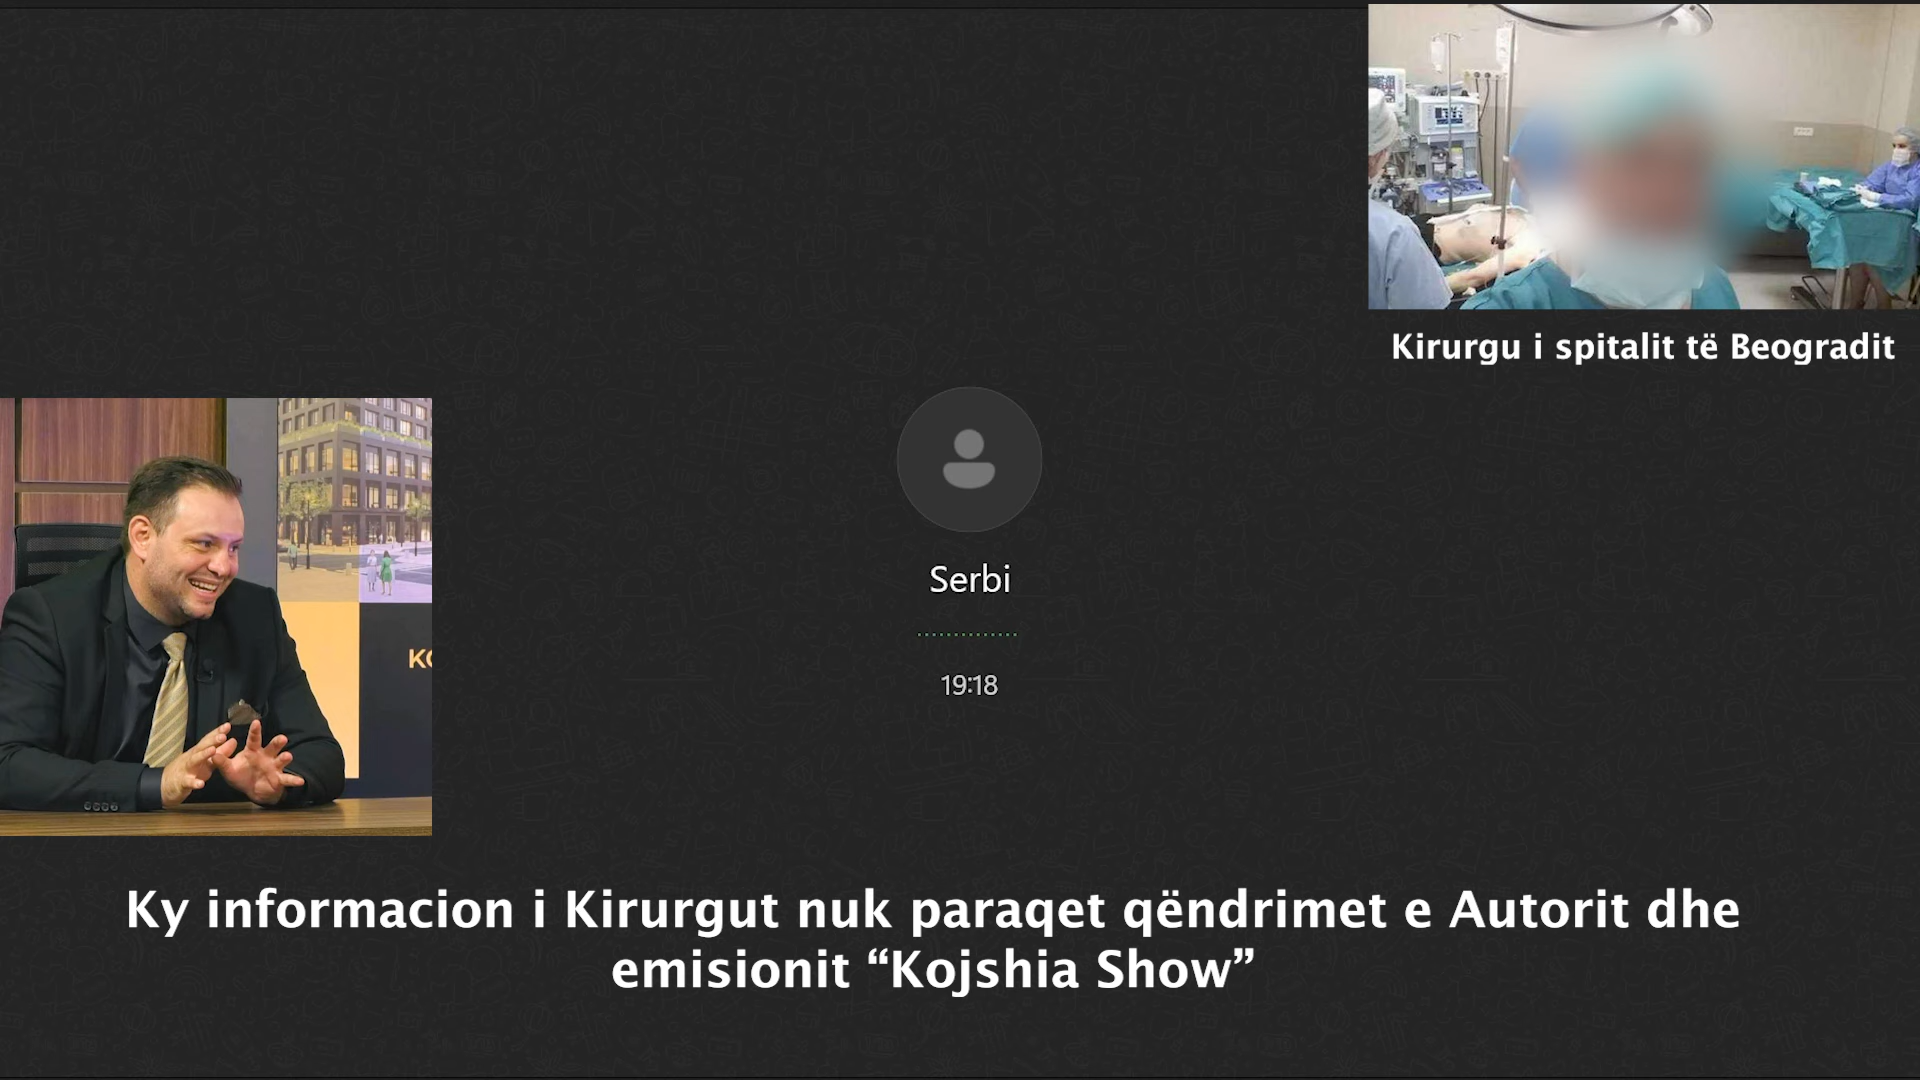 Kirurgu i spitalit të Beogradit
Serbi
19:18
KO
Ky informacion i Kirurgut nuk paraqet qëndrimet e Autorit dhe
emisionit “Kojshia Show”